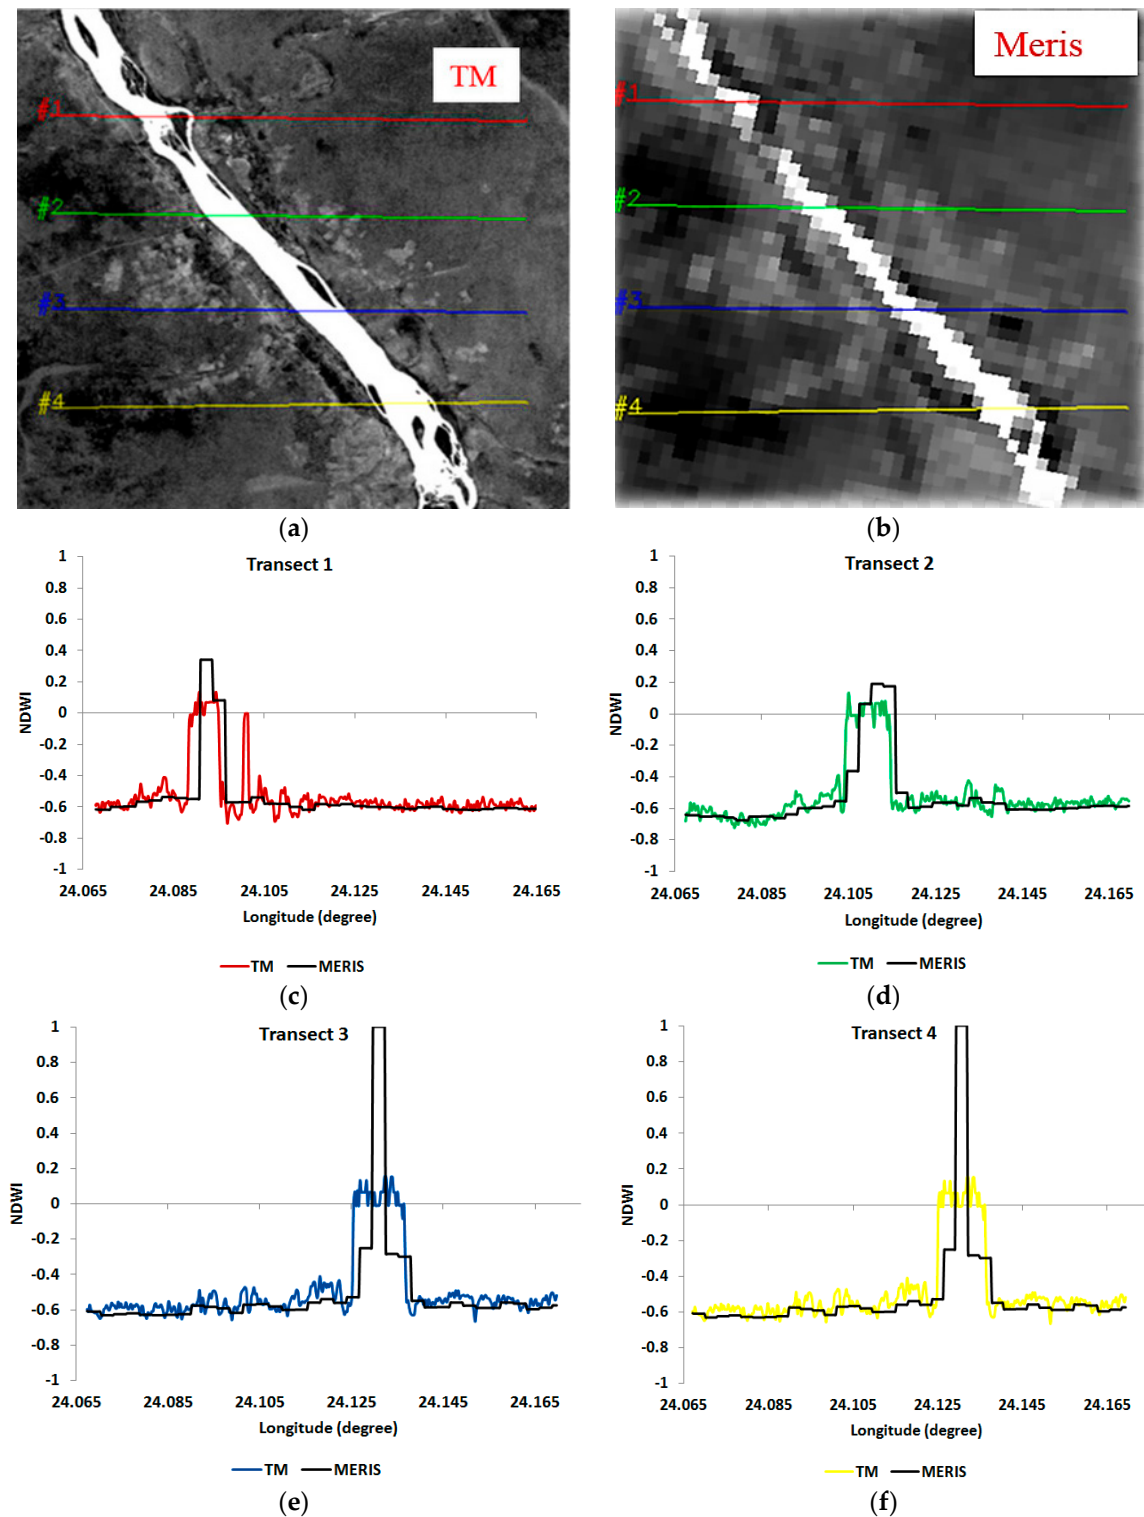 TM
#1
#2
#3
#4
(a)
Meris
#1
#2
#3
#4
(b)
Transect 1
NDWI
1
0.8
0.6
0.4
0.2
0
-0.2
-0.4
-0.6
-0.8
-1
24.065 24.085 24.105 24.125 24.145 24.165
Longitude (degree)
TM MERIS
(c)
Transect 2
NDWI
1
0.8
0.6
0.4
0.2
0
-0.2
-0.4
-0.6
-0.8
-1
24.065 24.085 24.105 24.125 24.145 24.165
Longitude (degree)
TM MERIS
(d)
Transect 3
NDWI
1
0.8
0.6
0.4
0.2
0
-0.2
-0.4
-0.6
-0.8
-1
24.065 24.085 24.105 24.125 24.145 24.165
Longitude (degree)
TM MERIS
(e)
Transect 4
NDWI
1
0.8
0.6
0.4
0.2
0
-0.2
-0.4
-0.6
-0.8
-1
24.065 24.085 24.105 24.125 24.145 24.165
Longitude (degree)
TM MERIS
(f)